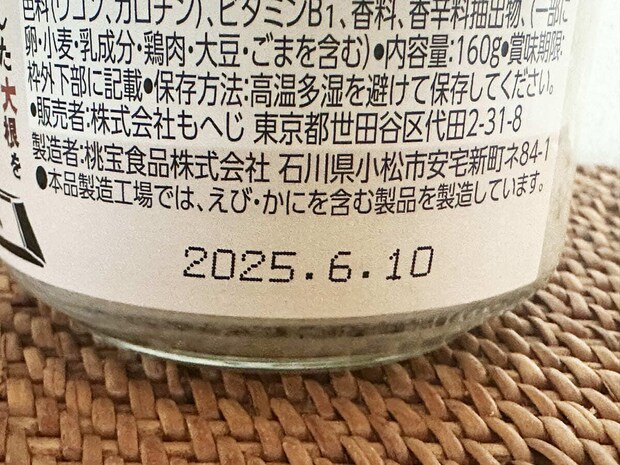 色料(リコン、カロチン)、ビタミンB₁、香料、香辛料抽出物、(一部に
卵・小麦・乳成分・鶏肉・大豆・ごまを含む)●内容量:160g●賞味期限:
枠外下部に記載●保存方法:高温多湿を避けて保存してください。
●販売者:株式会社もへじ 東京都世田谷区代田2-31-8
製造者:桃宝食品株式会社 石川県小松市安宅新町ネ84-1
●本品製造工場では、えび・かにを含む製品を製造しています。
2025.6.10
た大根を